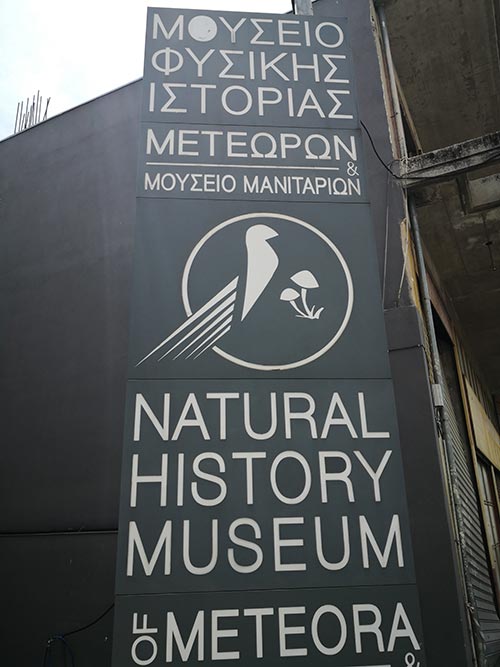 ΜΟΥΣΕΙΟ
ΦΥΣΙΚΗΣ
ΙΣΤΟΡΙΑΣ
ΜΕΤΕΩΡΩΝ
&
ΜΟΥΣΕΙΟ ΜΑΝΙΤΑΡΙΩΝ
NATURAL
HISTORY
MUSEUM
OF METEORA
&